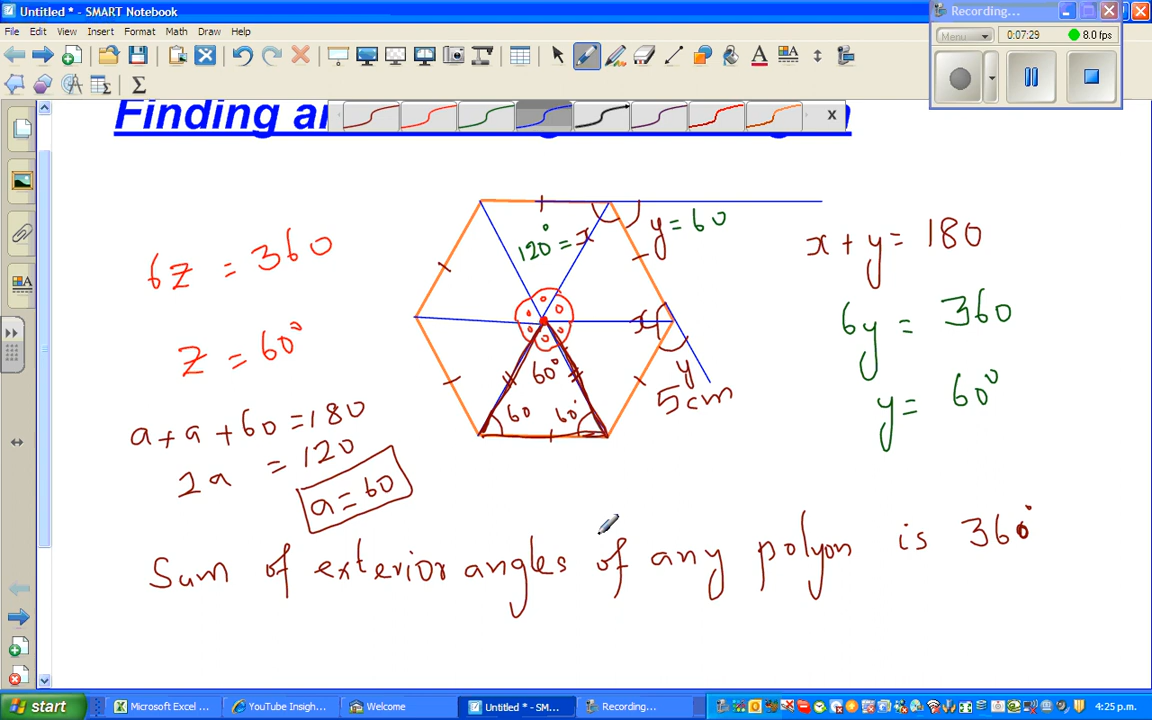 Untitled * - SMART Notebook
Recording...
File Edit View Insert Format Math Draw Help
Menu
0:07:29
8.0 fps
Finding
x
6z = 360
z = 60°
a + a + 60 = 180
2a = 120
a = 60
120° = x
y = 60
x
y
5cm
60°
60
60°
x + y = 180
6y = 360
y = 60°
Sum of exterior angles of any polyon is 360°
start
Microsoft Excel ...
YouTube Insigh...
Welcome
Untitled * - SM...
Recording...
4:25 p.m.